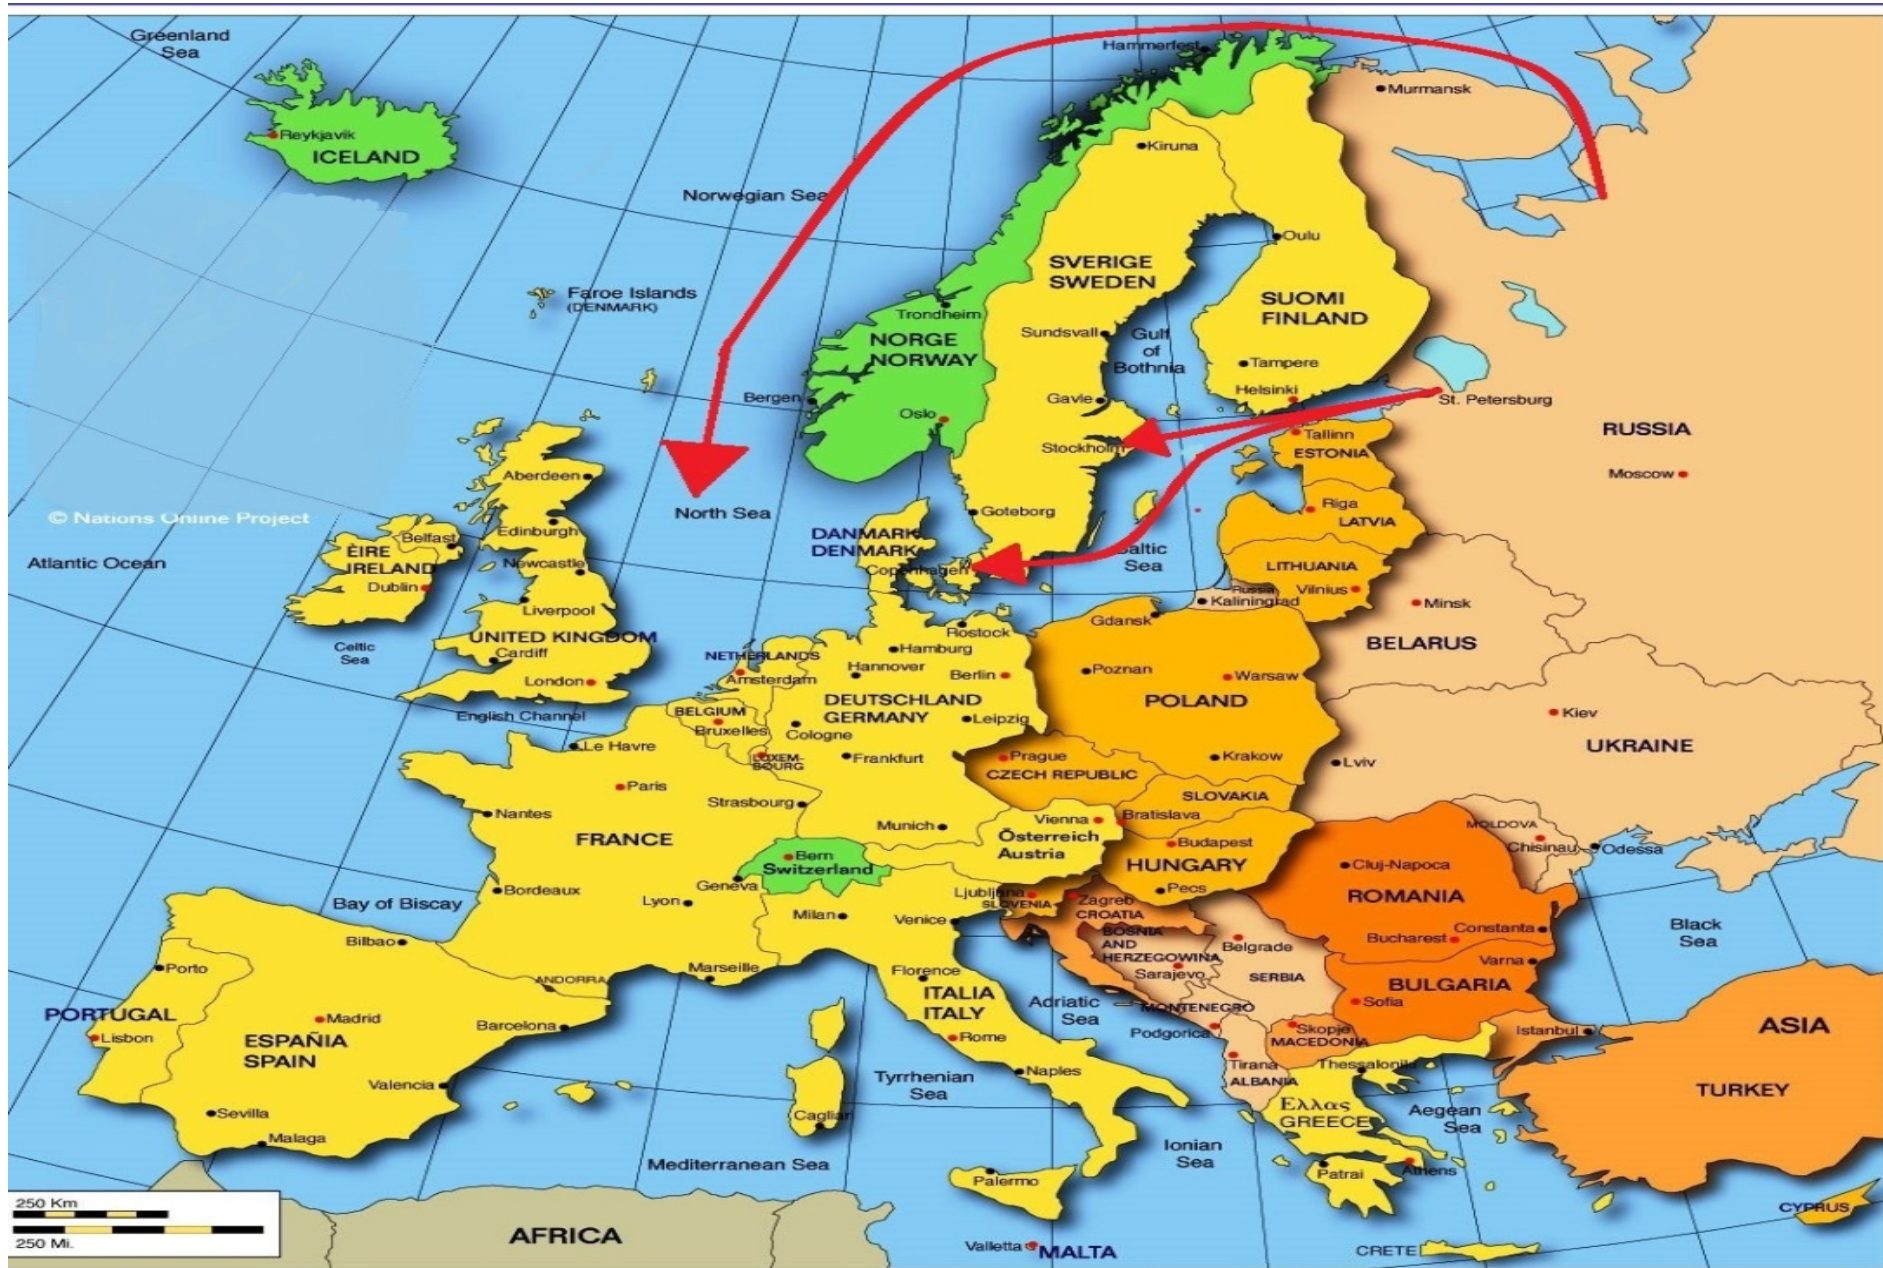 Greenland
Sea
Hammerfest
Murmansk
Reykjavik
ICELAND
Kiruna
Norwegian Sea
Oulu
SVERIGE
SWEDEN
SUOMI
FINLAND
Faroe Islands
(DENMARK)
Trondheim
NORGE
NORWAY
Sundsvall
Gulf
of
Bothnia
Tampere
Helsinki
Bergen
Gavle
St. Petersburg
Oslo
RUSSIA
Stockholm
Tallinn
ESTONIA
Moscow
Aberdeen
North Sea
Goteborg
Riga
LATVIA
© Nations Online Project
Edinburgh
Belfast
DANMARK
DENMARK
ÈIRE
IRELAND
Atlantic Ocean
Newcastle
Copenhagen
Baltic
Sea
LITHUANIA
Dublin
Vilnius
Russia
Kaliningrad
Minsk
Liverpool
Gdansk
Rostock
UNITED KINGDOM
BELARUS
Celtic
Sea
Cardiff
Hamburg
NETHERLANDS
Hannover
Amsterdam
Berlin
Poznan
Warsaw
London
DEUTSCHLAND
GERMANY
POLAND
BELGIUM
Bruxelles
English Channel
Leipzig
Kiev
Cologne
Le Havre
UKRAINE
LUXEM-
BOURG
Frankfurt
Prague
Krakow
Lviv
CZECH REPUBLIC
Paris
SLOVAKIA
Strasbourg
Nantes
Vienna
Bratislava
Munich
MOLDOVA
FRANCE
Österreich
Austria
Budapest
Chisinau
Odessa
Bern
HUNGARY
Cluj-Napoca
Switzerland
Geneva
Bordeaux
Pecs
Ljubljana
SLOVENIA
Zagreb
ROMANIA
Bay of Biscay
Lyon
Milan
Venice
CROATIA
Constanta
Black
Sea
BOSNIA
AND
HERZEGOWINA
Bucharest
Bilbao
Belgrade
Varna
Porto
Marseille
Florence
Sarajevo
SERBIA
ANDORRA
BULGARIA
ITALIA
ITALY
Adriatic
Sea
Sofia
MONTENEGRO
PORTUGAL
Madrid
Barcelona
Podgorica
Skopje
MACEDONIA
Istanbul
ASIA
Lisbon
ESPAÑIA
SPAIN
Rome
Tirana
ALBANIA
Thessaloniki
Naples
Valencia
Tyrrhenian
Sea
TURKEY
Ελλας
GREECE
Aegean
Sea
Sevilla
Cagliari
Malaga
Ionian
Sea
Mediterranean Sea
Palermo
Patrai
Athens
250 Km
250 Mi.
CYPRUS
AFRICA
Valletta
MALTA
CRETE